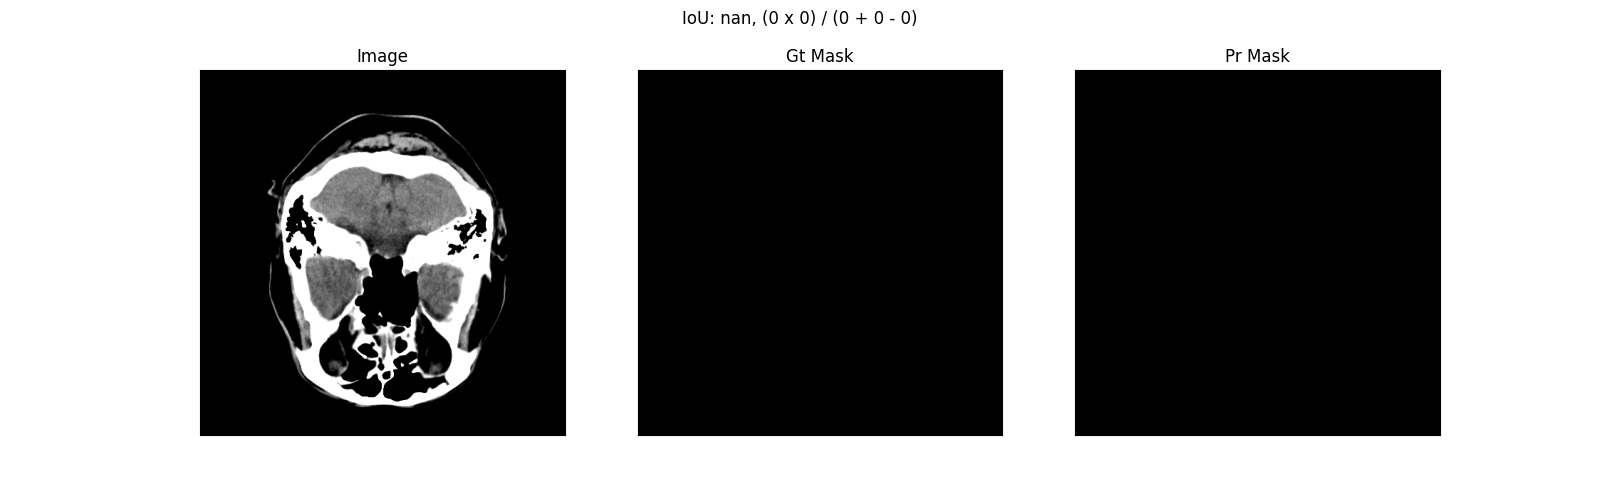 IoU: nan, (0 x 0) / (0 + 0 - 0)
Image
Gt Mask
Pr Mask